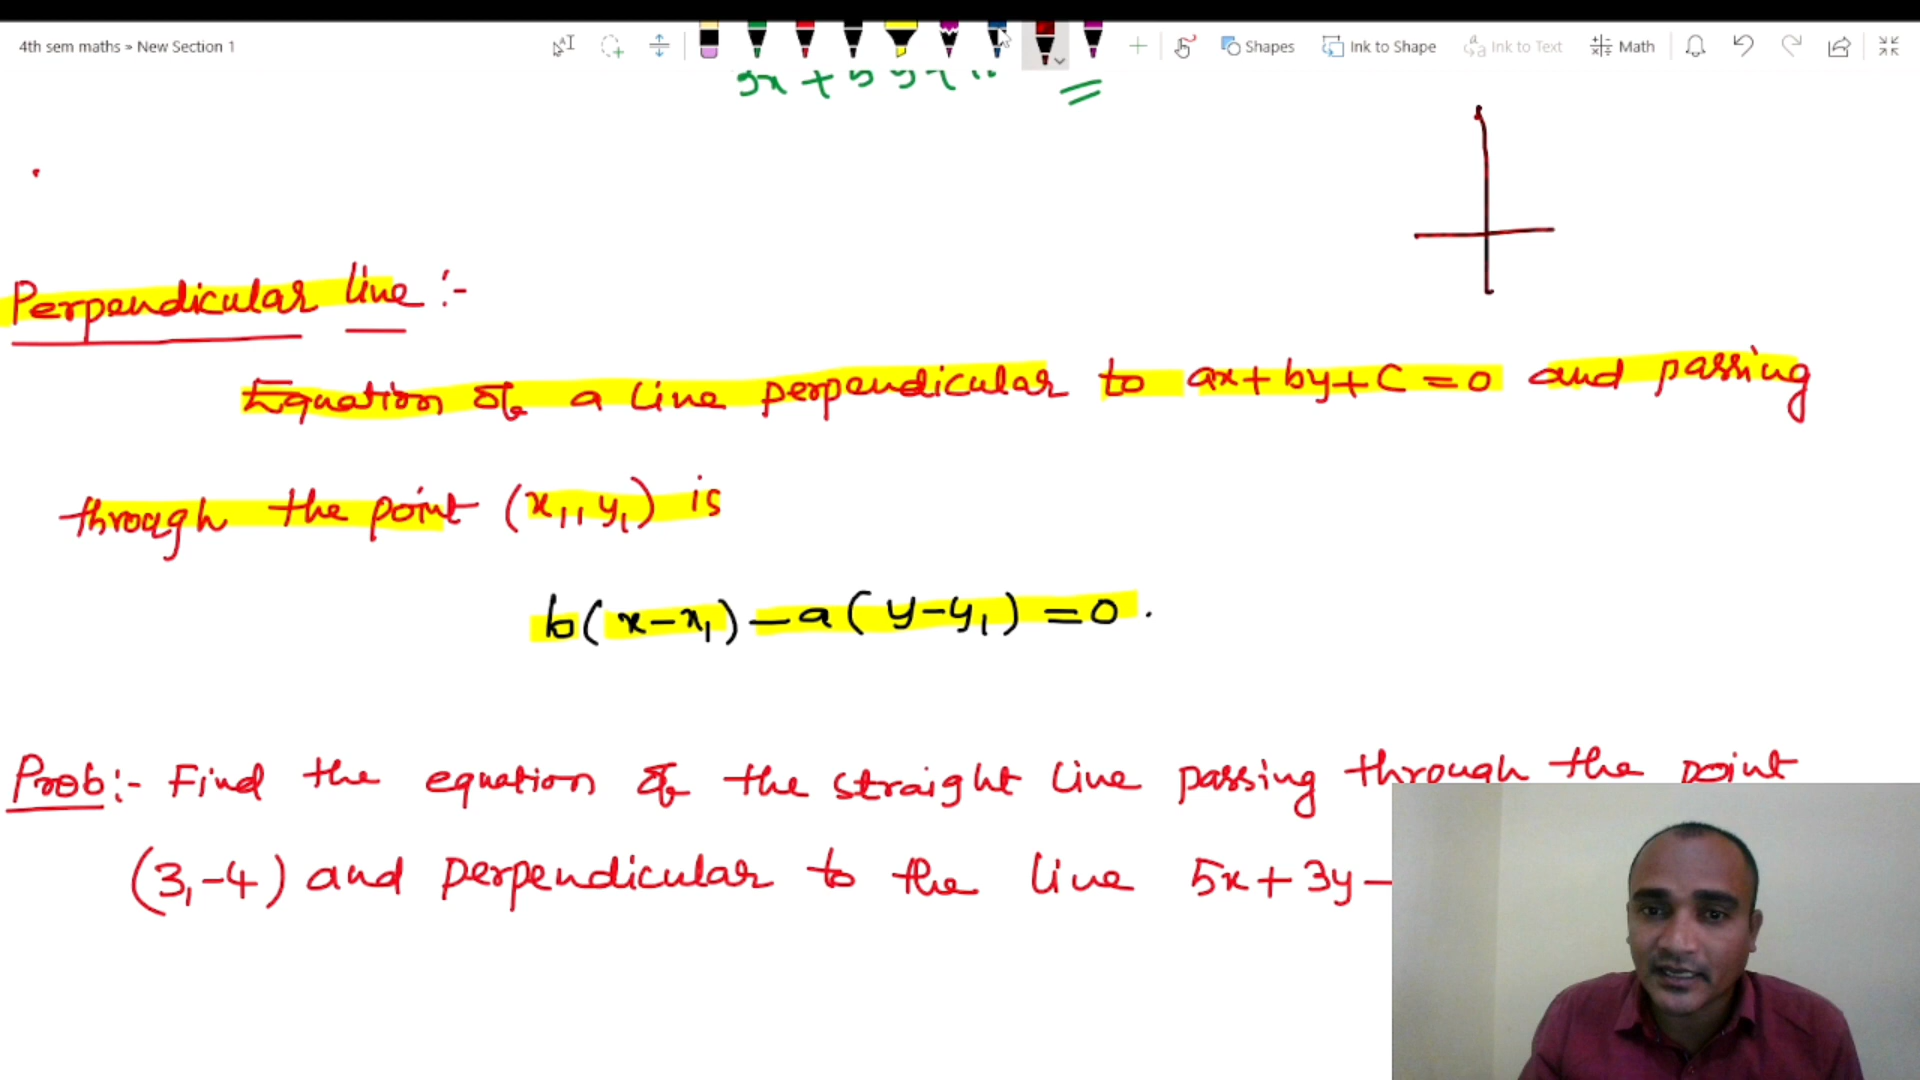 4th sem maths » New Section 1
Shapes Ink to Shape Ink to Text Math
Perpendicular line :-
Equation of a line perpendicular to ax+by+c=0 and passing
through the point (x₁, y₁) is
b(x-x₁)-a(y-y₁)=0.
Prob:- Find the equation of the straight line passing through the point
(3,-4) and perpendicular to the line 5x+3y-